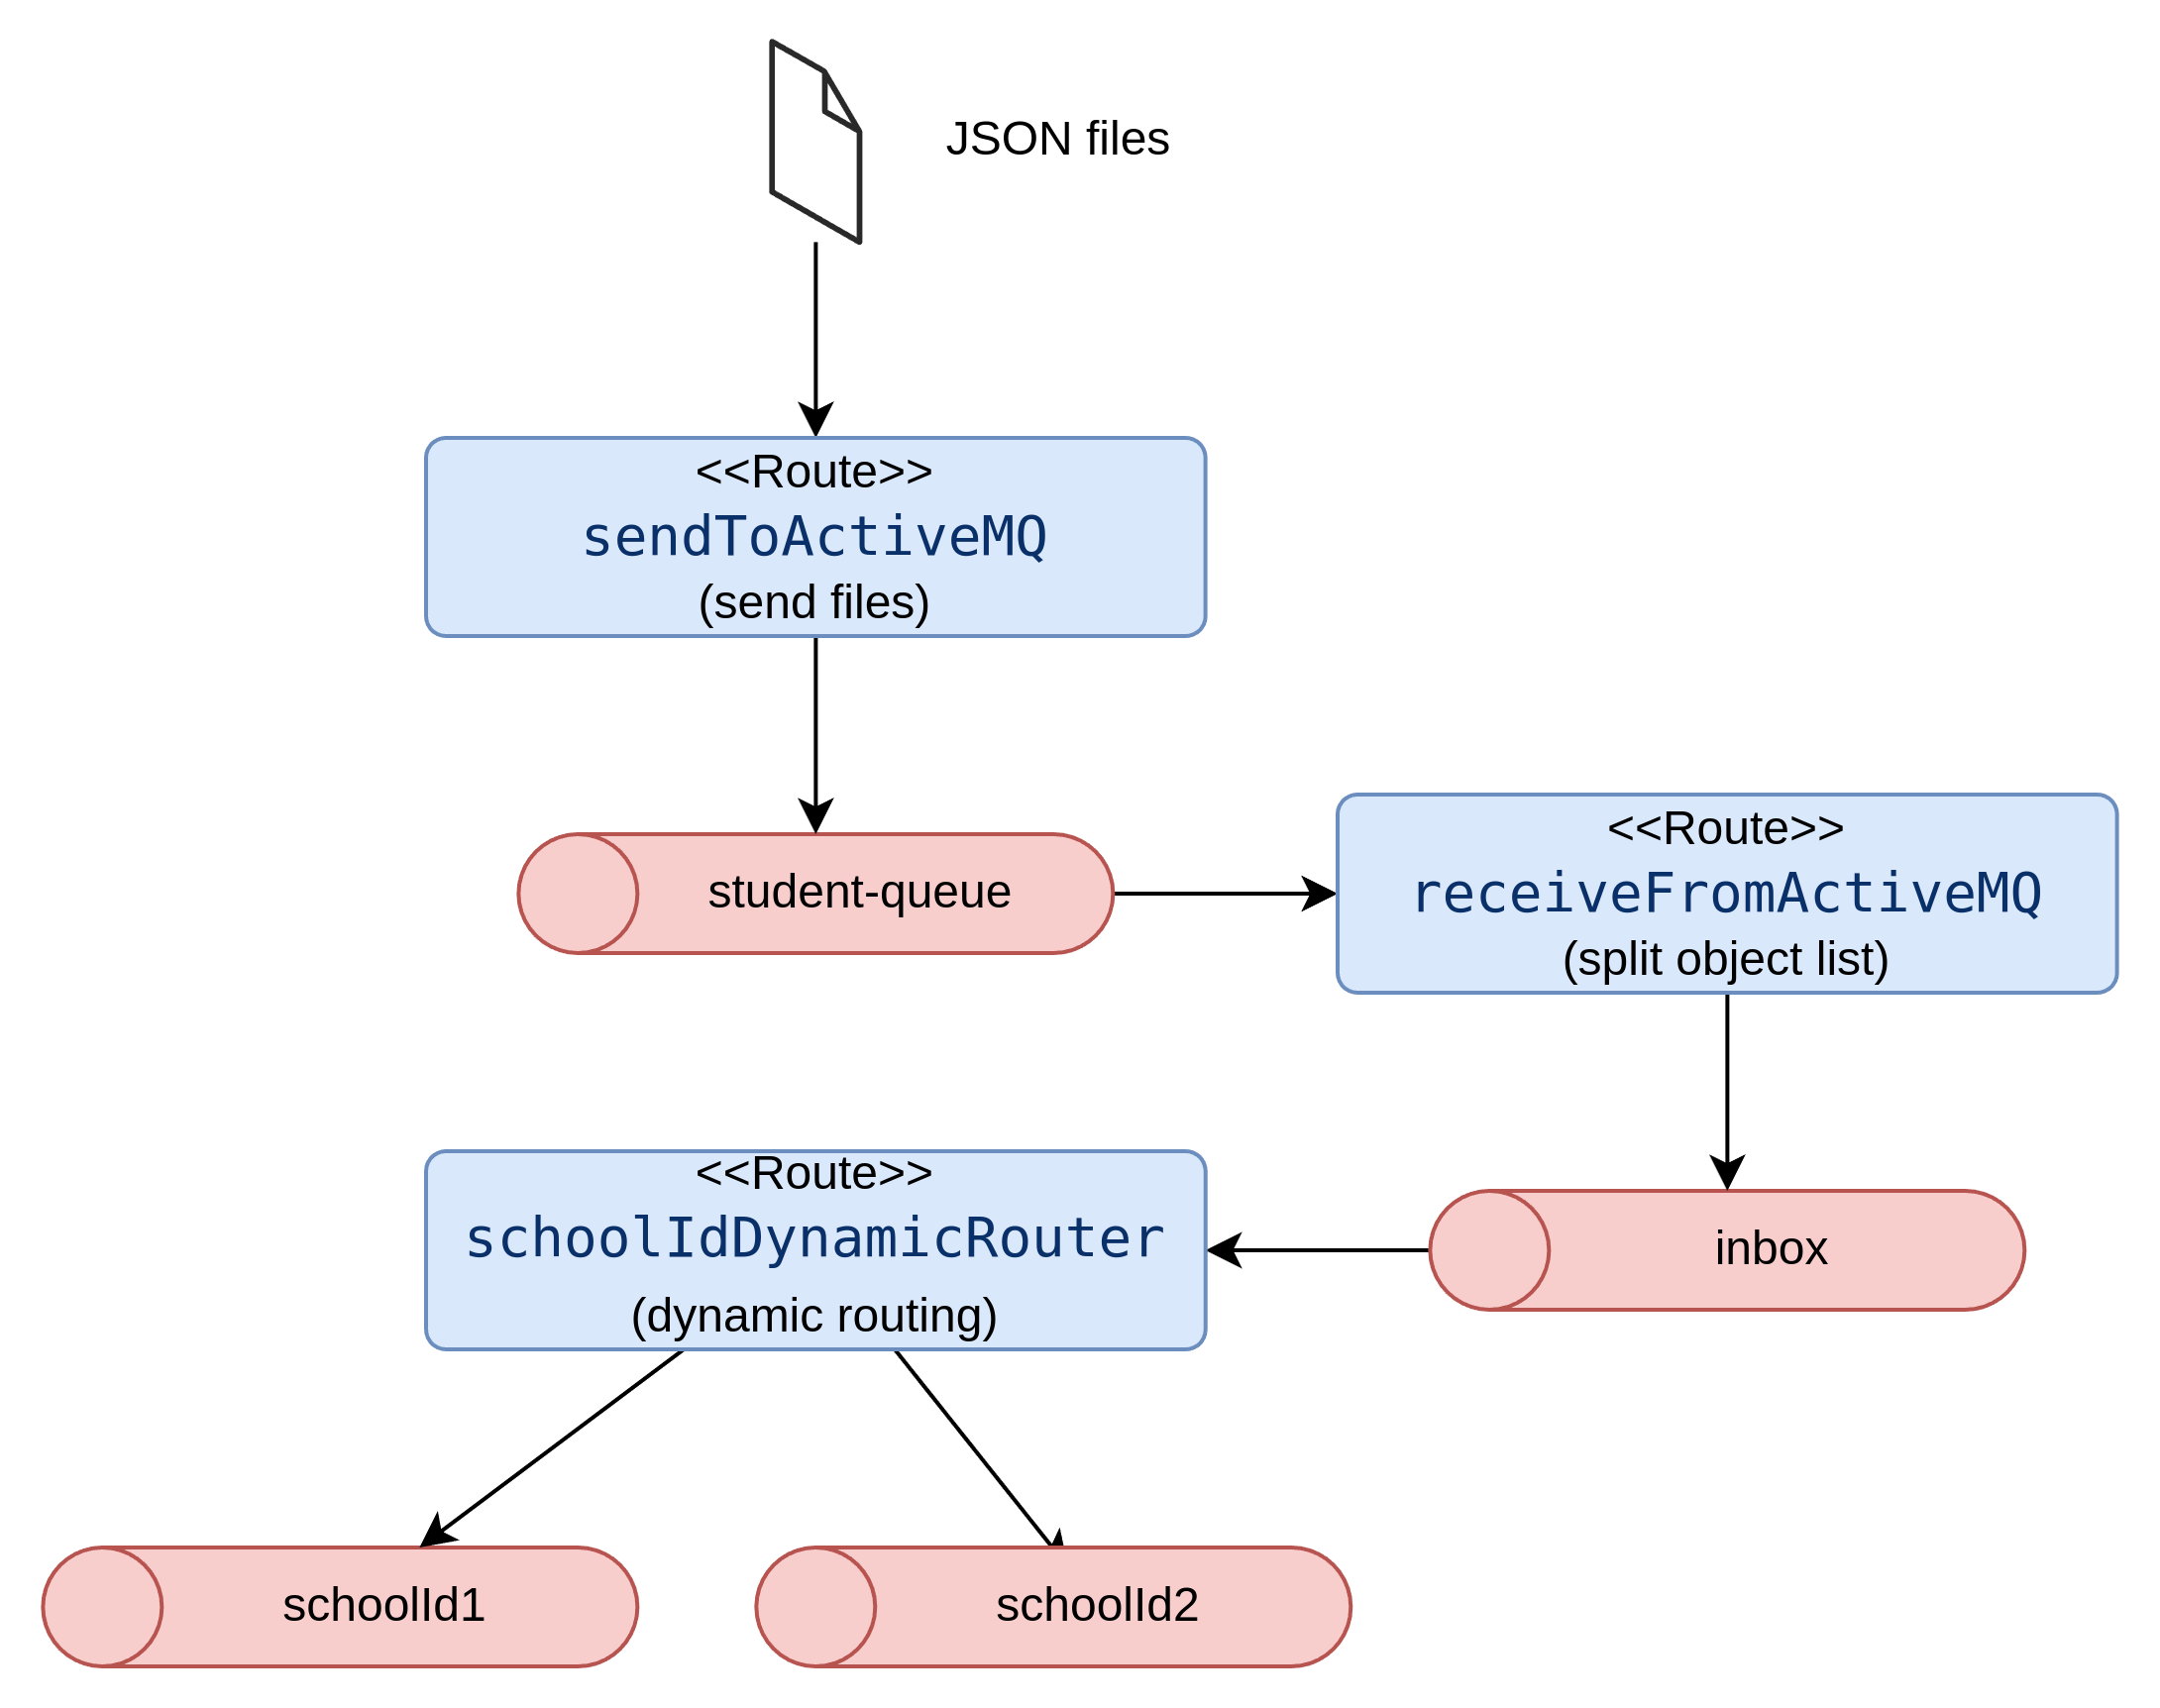 JSON files
<<Route>>
sendToActiveMQ
(send files)
student-queue
<<Route>>
receiveFromActiveMQ
(split object list)
<<Route>>
schoolIdDynamicRouter
(dynamic routing)
inbox
schoolId1
schoolId2